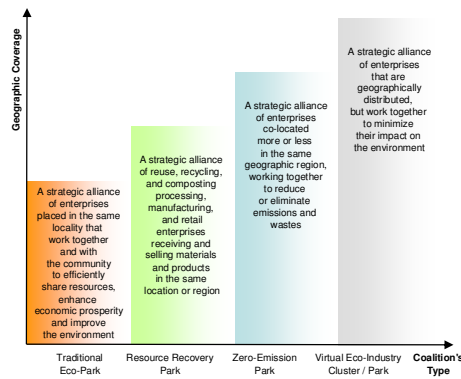 Geographic Coverage
A strategic alliance
of enterprises
placed in the same
locality that
work together
and with
the community
to efficiently
share resources,
enhance
economic prosperity
and improve
the environment
A strategic alliance
of reuse, recycling,
and composting
processing,
manufacturing,
and retail
enterprises
receiving and
selling materials
and products
in the same
location or region
A strategic alliance
of enterprises
co-located
more or less
in the same
geographic region,
working together
to reduce
or eliminate
emissions and
wastes
A strategic alliance
of enterprises
that are
geographically
distributed,
but work together
to minimize
their impact on
the environment
Traditional
Eco-Park
Resource Recovery
Park
Zero-Emission
Park
Virtual Eco-Industry
Cluster / Park
Coalition's
Type